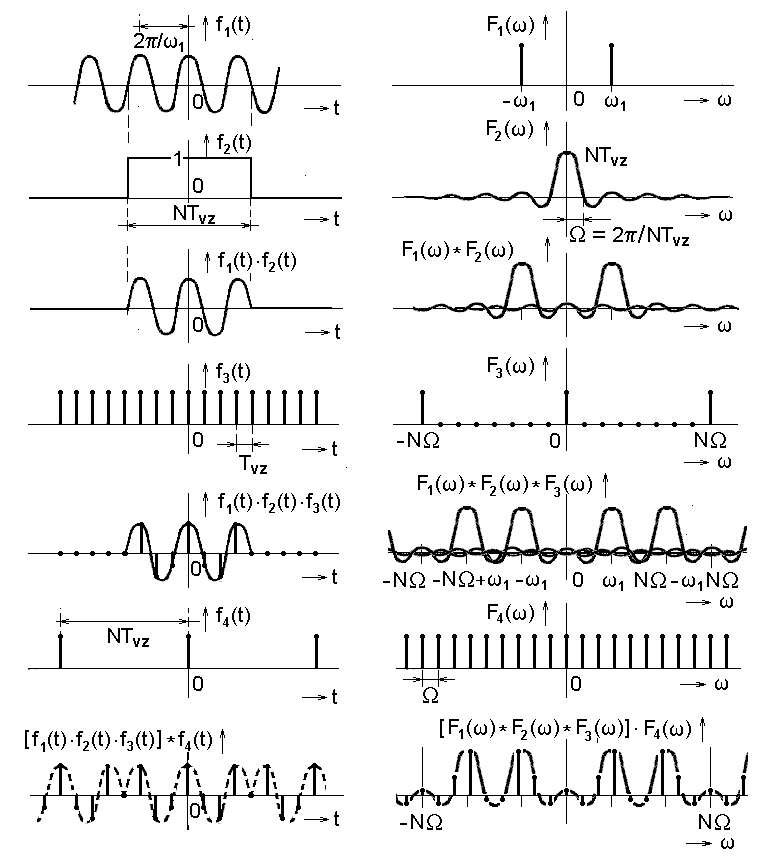 f₁(t)
2π/ω₁
0
t
F₁(ω)
-ω₁ 0 ω₁ ω
f₂(t)
1
0
t
NTvz
F₂(ω)
NTvz
ω
Ω = 2π/NTvz
f₁(t)·f₂(t)
0
t
F₁(ω)*F₂(ω)
ω
f₃(t)
0
t
Tvz
F₃(ω)
-NΩ 0 NΩ
ω
f₁(t)·f₂(t)·f₃(t)
0
t
F₁(ω)*F₂(ω)*F₃(ω)
-NΩ -NΩ+ω₁ -ω₁ 0 ω₁ NΩ-ω₁ NΩ
ω
f₄(t)
NTvz
0
t
F₄(ω)
Ω 0 ω
[f₁(t)·f₂(t)·f₃(t)]*f₄(t)
0
t
[F₁(ω)*F₂(ω)*F₃(ω)]·F₄(ω)
-NΩ NΩ
ω